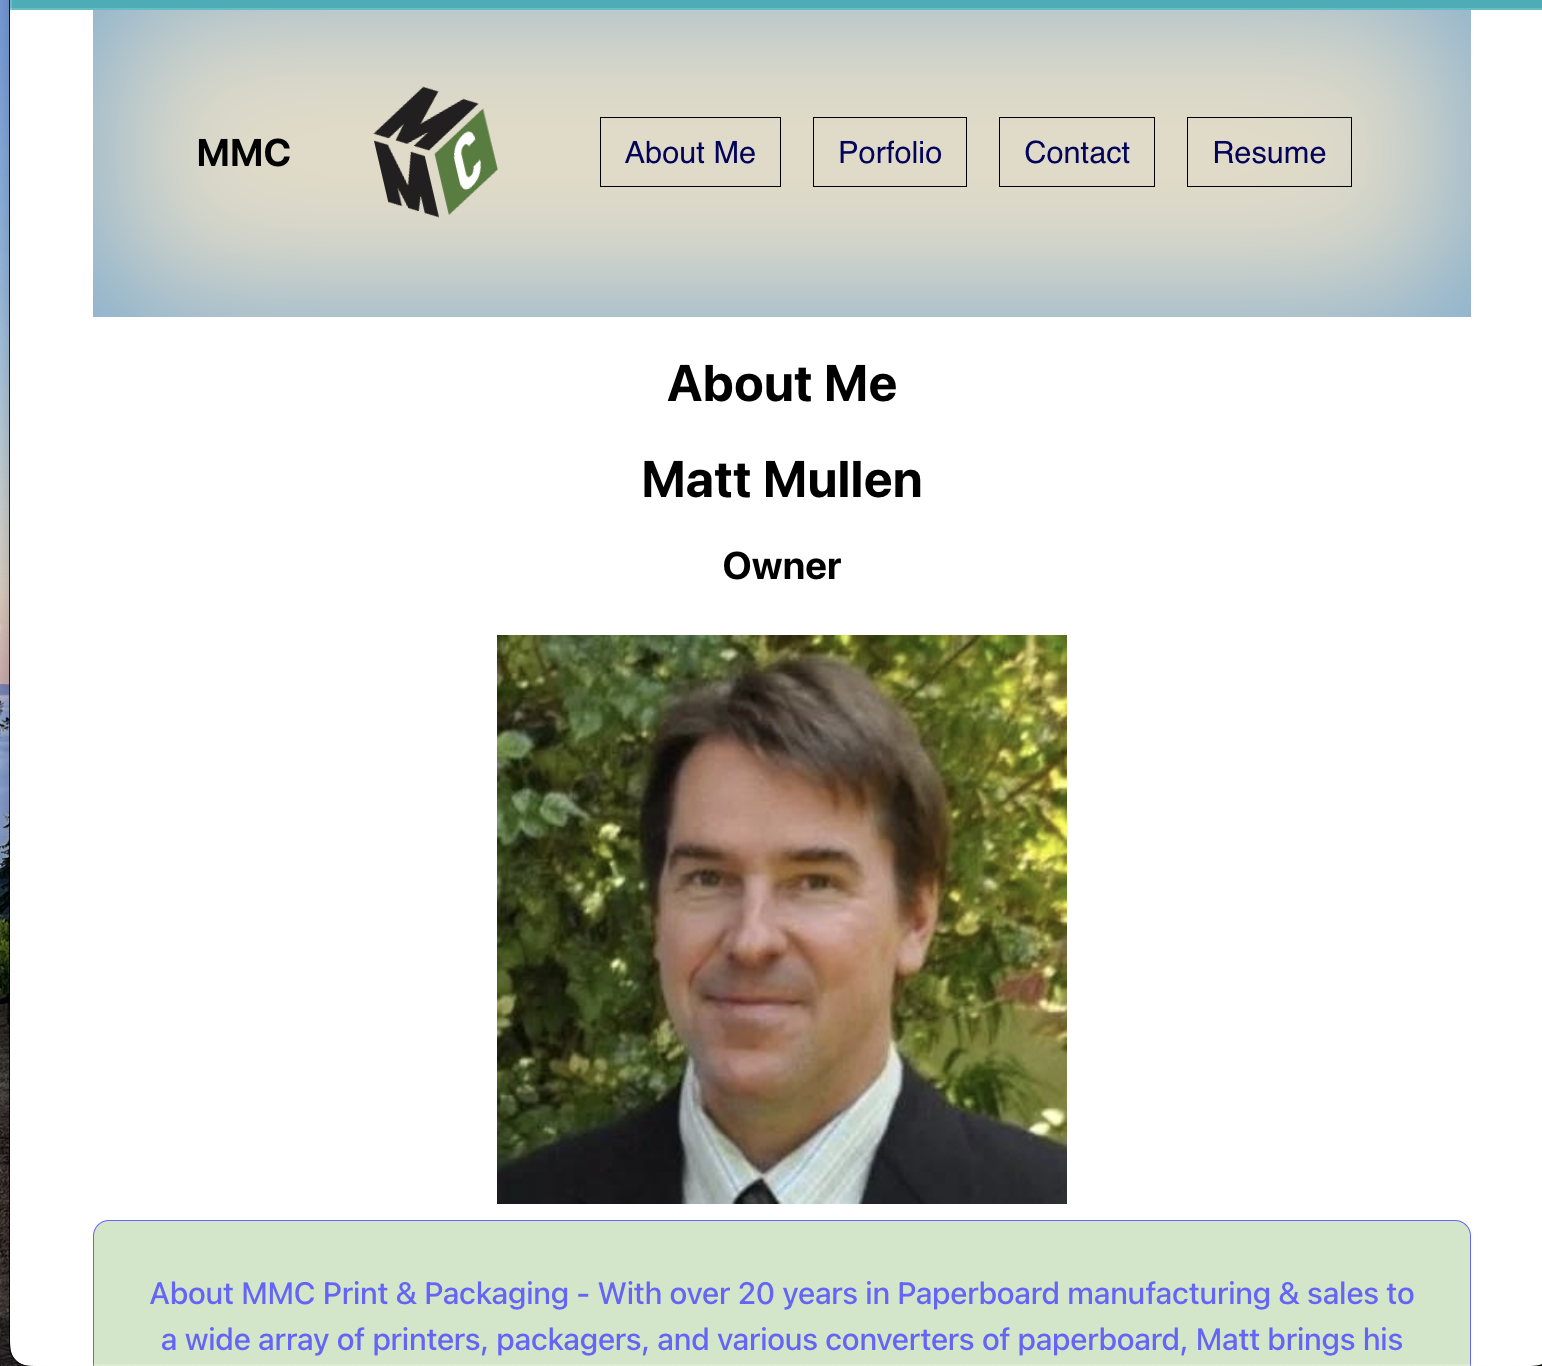 MMC
MMC
About Me
Porfolio
Contact
Resume
About Me
Matt Mullen
Owner
About MMC Print & Packaging - With over 20 years in Paperboard manufacturing & sales to
a wide array of printers, packagers, and various converters of paperboard, Matt brings his